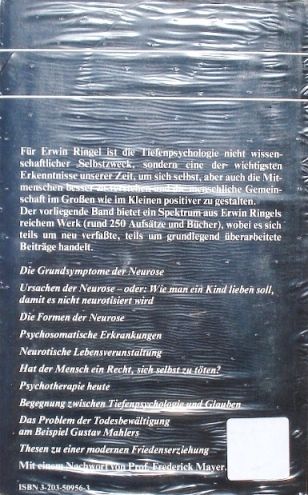 Für Erwin Ringel ist die Tiefenpsychologie nicht wissen-
schaftlicher Selbstzweck, sondern eine der wichtigsten
Erkenntnisse unserer Zeit, um sich selbst, aber auch die Mit-
menschen besser zu verstehen und die menschliche Gemein-
schaft im Großen wie im Kleinen positiver zu gestalten.
Der vorliegende Band bietet ein Spektrum aus Erwin Ringels
reichem Werk (rund 250 Aufsätze und Bücher), wobei es sich
teils um neu verfaßte, teils um grundlegend überarbeitete
Beiträge handelt.
Die Grundsymptome der Neurose
Ursachen der Neurose – oder: Wie man ein Kind lieben soll,
damit es nicht neurotisiert wird
Die Formen der Neurose
Psychosomatische Erkrankungen
Neurotische Lebensverunstaltung
Hat der Mensch ein Recht, sich selbst zu töten?
Psychotherapie heute
Begegnung zwischen Tiefenpsychologie und Glauben
Das Problem der Todesbewältigung
am Beispiel Gustav Mahlers
Thesen zu einer modernen Friedenserziehung
Mit einem Nachwort von Prof. Frederick Mayer.
ISBN 3-203-50956-3